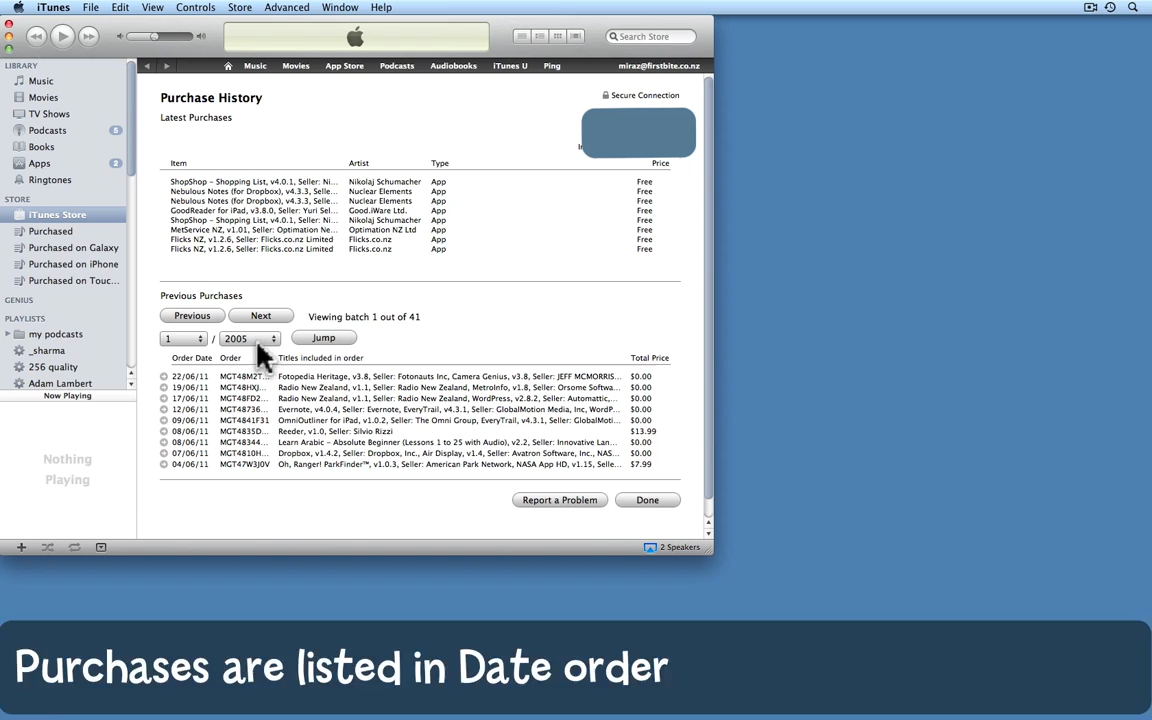 iTunes File Edit View Controls Store Advanced Window Help
Search Store
LIBRARY
Music
Movies
TV Shows
Podcasts 5
Books
Apps 2
Ringtones
STORE
iTunes Store
Purchased
Purchased on Galaxy
Purchased on iPhone
Purchased on Touc...
GENIUS
PLAYLISTS
my podcasts
_sharma
256 quality
Adam Lambert
Now Playing
Nothing
Playing
Music Movies App Store Podcasts Audiobooks iTunes U Ping miraz@firstbite.co.nz
Purchase History
Secure Connection
Latest Purchases
Item Artist Type Price
ShopShop – Shopping List, v4.0.1, Seller: Ni... Nikolaj Schumacher App Free
Nebulous Notes (for Dropbox), v4.3.3, Selle... Nuclear Elements App Free
Nebulous Notes (for Dropbox), v4.3.3, Selle... Nuclear Elements App Free
GoodReader for iPad, v3.8.0, Seller: Yuri Sel... Good.iWare Ltd. App Free
ShopShop – Shopping List, v4.0.1, Seller: Ni... Nikolaj Schumacher App Free
MetService NZ, v1.01, Seller: Optimation Ne... Optimation NZ Ltd App Free
Flicks NZ, v1.2.6, Seller: Flicks.co.nz Limited Flicks.co.nz App Free
Flicks NZ, v1.2.6, Seller: Flicks.co.nz Limited Flicks.co.nz App Free
Previous Purchases
Previous Next Viewing batch 1 out of 41
1 / 2005 Jump
Order Date Order Titles included in order Total Price
22/06/11 MGT48M2T... Fotopedia Heritage, v3.8, Seller: Fotonauts Inc, Camera Genius, v3.8, Seller: JEFF MCMORRIS... $0.00
19/06/11 MGT48HXJ... Radio New Zealand, v1.1, Seller: Radio New Zealand, MetroInfo, v1.8, Seller: Orsome Softwa... $0.00
17/06/11 MGT48FD2... Radio New Zealand, v1.1, Seller: Radio New Zealand, WordPress, v2.8.2, Seller: Automattic,... $0.00
12/06/11 MGT48736... Evernote, v4.0.4, Seller: Evernote, EveryTrail, v4.3.1, Seller: GlobalMotion Media, Inc, WordP... $0.00
09/06/11 MGT4841F31 OmniOutliner for iPad, v1.0.2, Seller: The Omni Group, EveryTrail, v4.3.1, Seller: GlobalMoti... $0.00
08/06/11 MGT4835D... Reeder, v1.0, Seller: Silvio Rizzi $13.99
08/06/11 MGT48344... Learn Arabic – Absolute Beginner (Lessons 1 to 25 with Audio), v2.2, Seller: Innovative Lan... $0.00
07/06/11 MGT4810H... Dropbox, v1.4.2, Seller: Dropbox, Inc., Air Display, v1.4, Seller: Avatron Software, Inc., NAS... $0.00
04/06/11 MGT47W3J0V Oh, Ranger! ParkFinder™, v1.0.3, Seller: American Park Network, NASA App HD, v1.15, Selle... $7.99
Report a Problem Done
2 Speakers
Purchases are listed in Date order